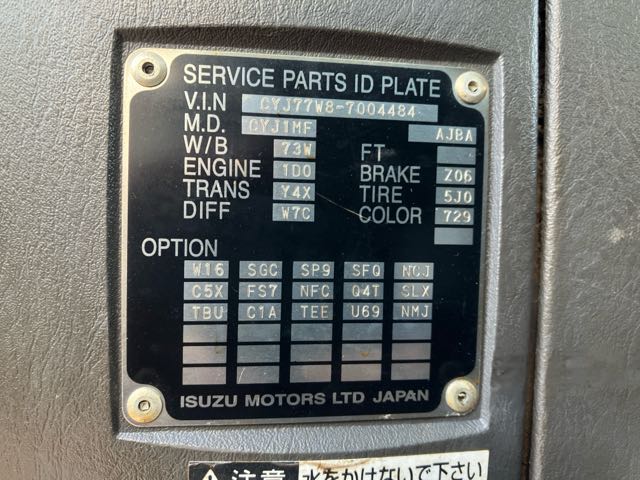 SERVICE PARTS ID PLATE
V.I.N CYJ77W8-7004484
M.D. CYJ1MF AJBA
W/B 73W FT
ENGINE 1D0 BRAKE Z06
TRANS Y4X TIRE 5J0
DIFF W7C COLOR 729
OPTION
W16 SGC SP9 SFQ NCJ
C5X FS7 NFC Q4T SLX
TBU C1A TEE U69 NMJ
ISUZU MOTORS LTD JAPAN
注意 水をかけないで下さい